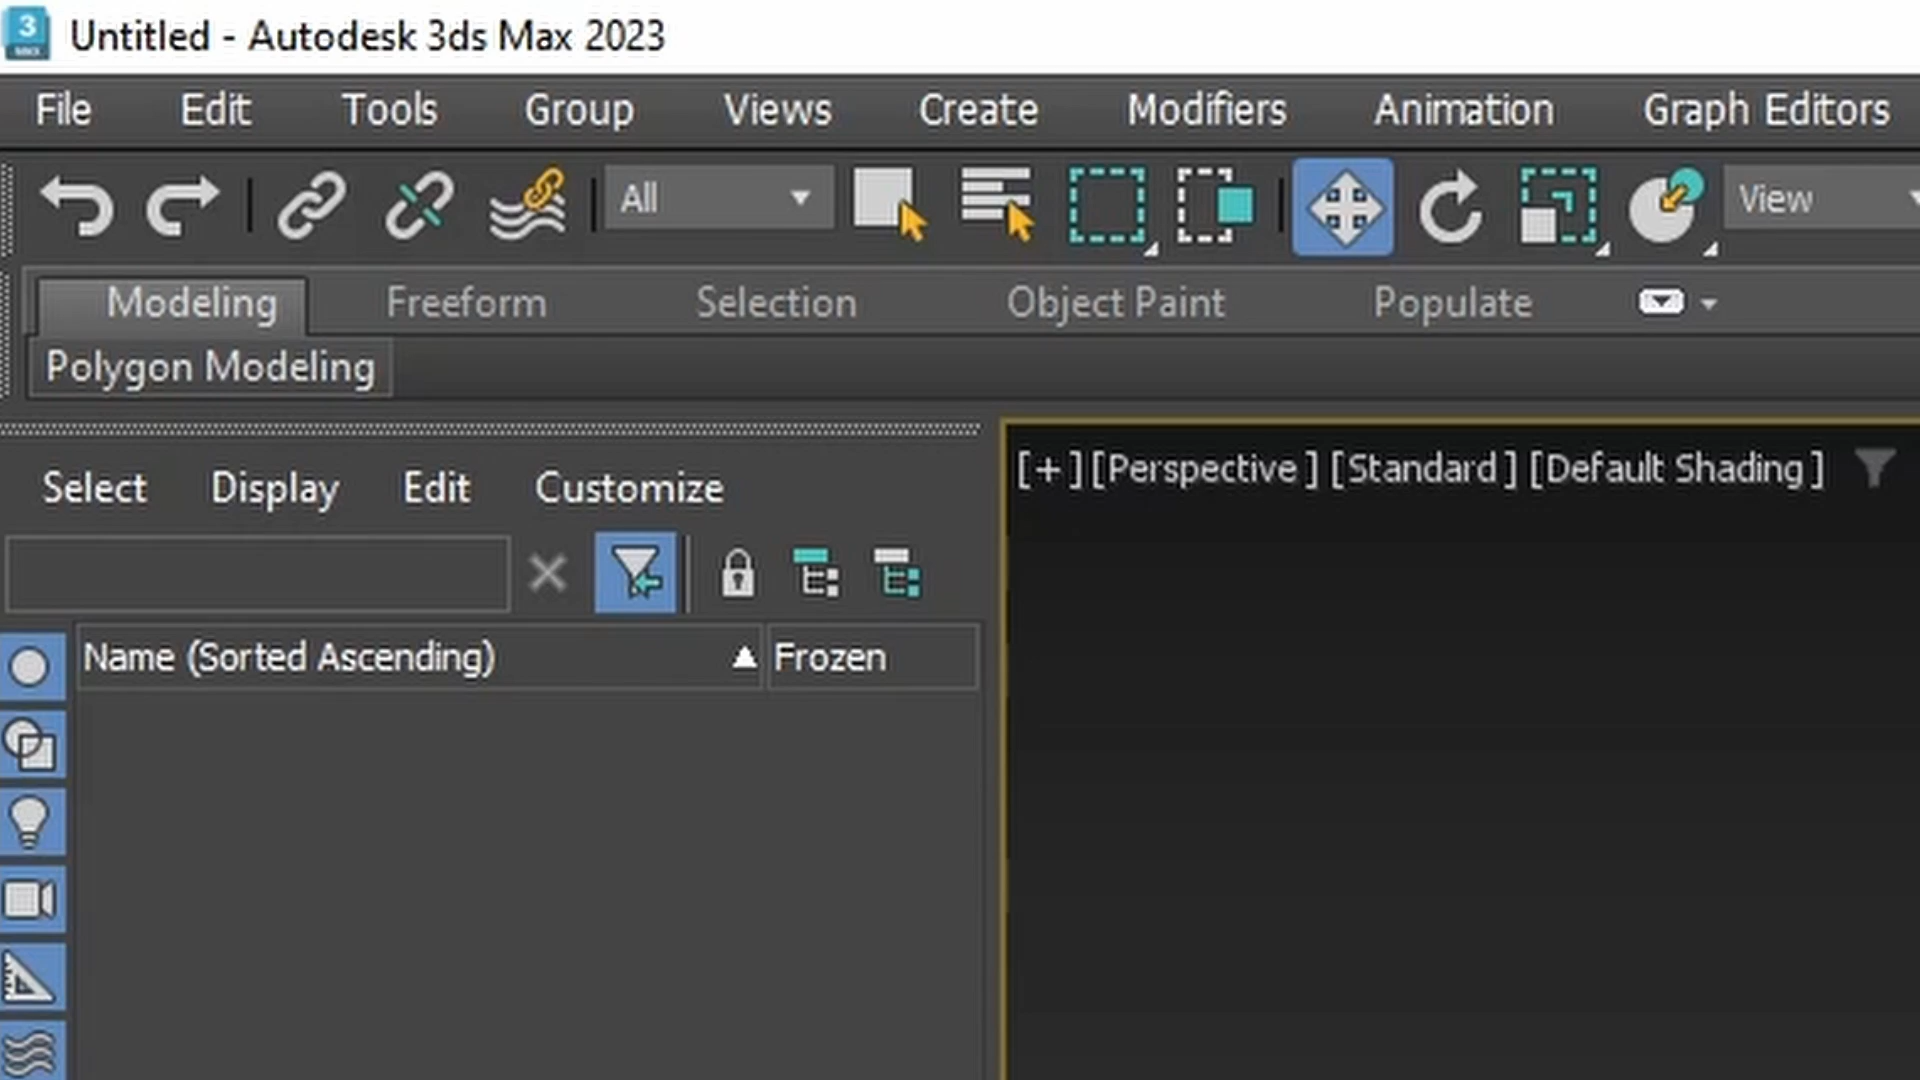 Untitled - Autodesk 3ds Max 2023
File Edit Tools Group Views Create Modifiers Animation Graph Editors
All View
Modeling Freeform Selection Object Paint Populate
Polygon Modeling
[+][Perspective][Standard][Default Shading]
Select Display Edit Customize
Name (Sorted Ascending) Frozen